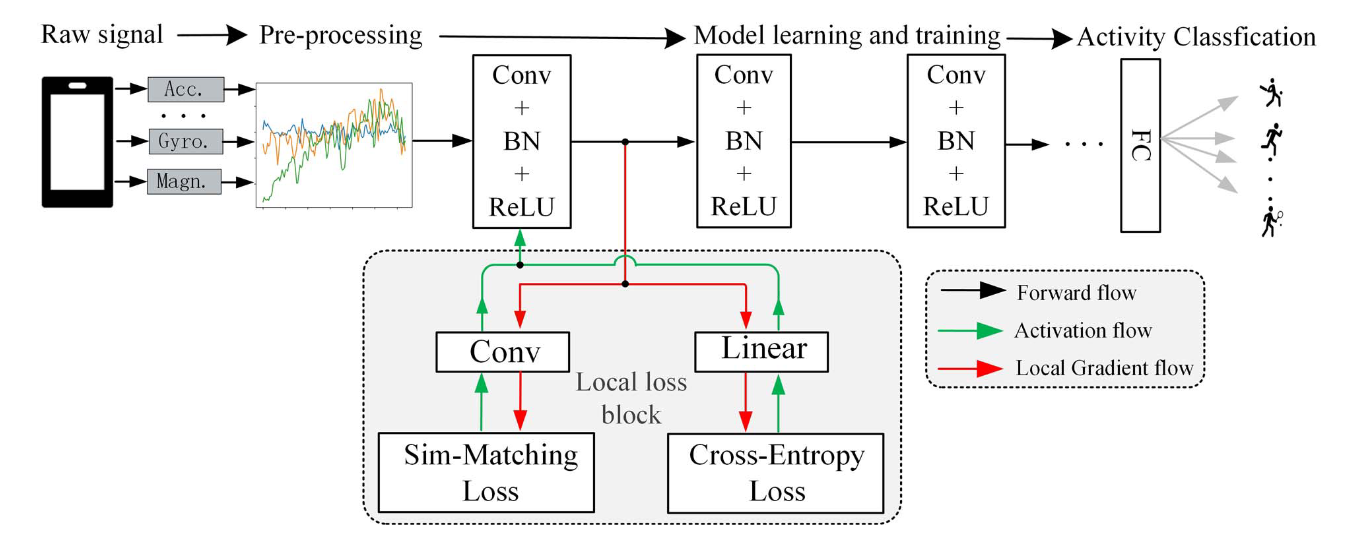 Raw signal
Pre-processing
Model learning and training
Activity Classfication
Acc.
. . .
Gyro.
Magn.
Conv
+
BN
+
ReLU
Conv
+
BN
+
ReLU
Conv
+
BN
+
ReLU
. . .
FC
Conv
Linear
Local loss
block
Sim-Matching
Loss
Cross-Entropy
Loss
Forward flow
Activation flow
Local Gradient flow